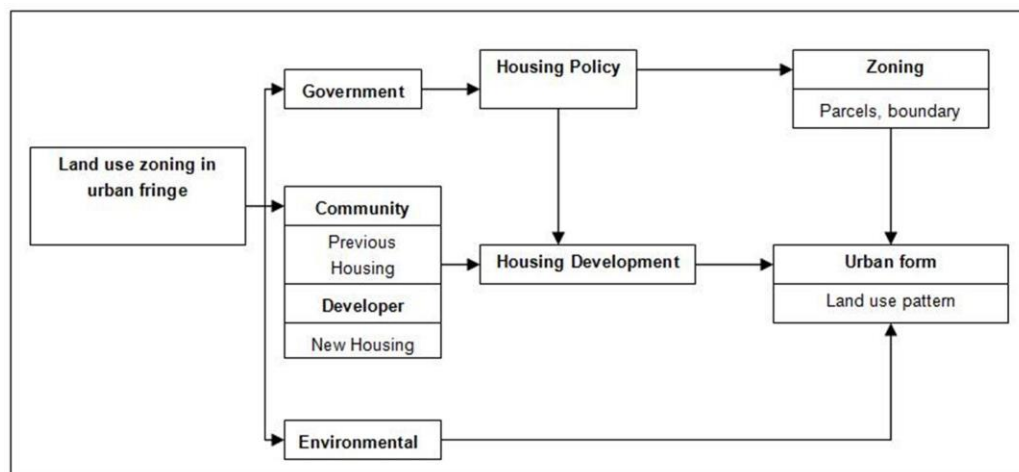 Land use zoning in
urban fringe
Government
Community
Previous
Housing
Developer
New Housing
Environmental
Housing Policy
Housing Development
Zoning
Parcels, boundary
Urban form
Land use pattern